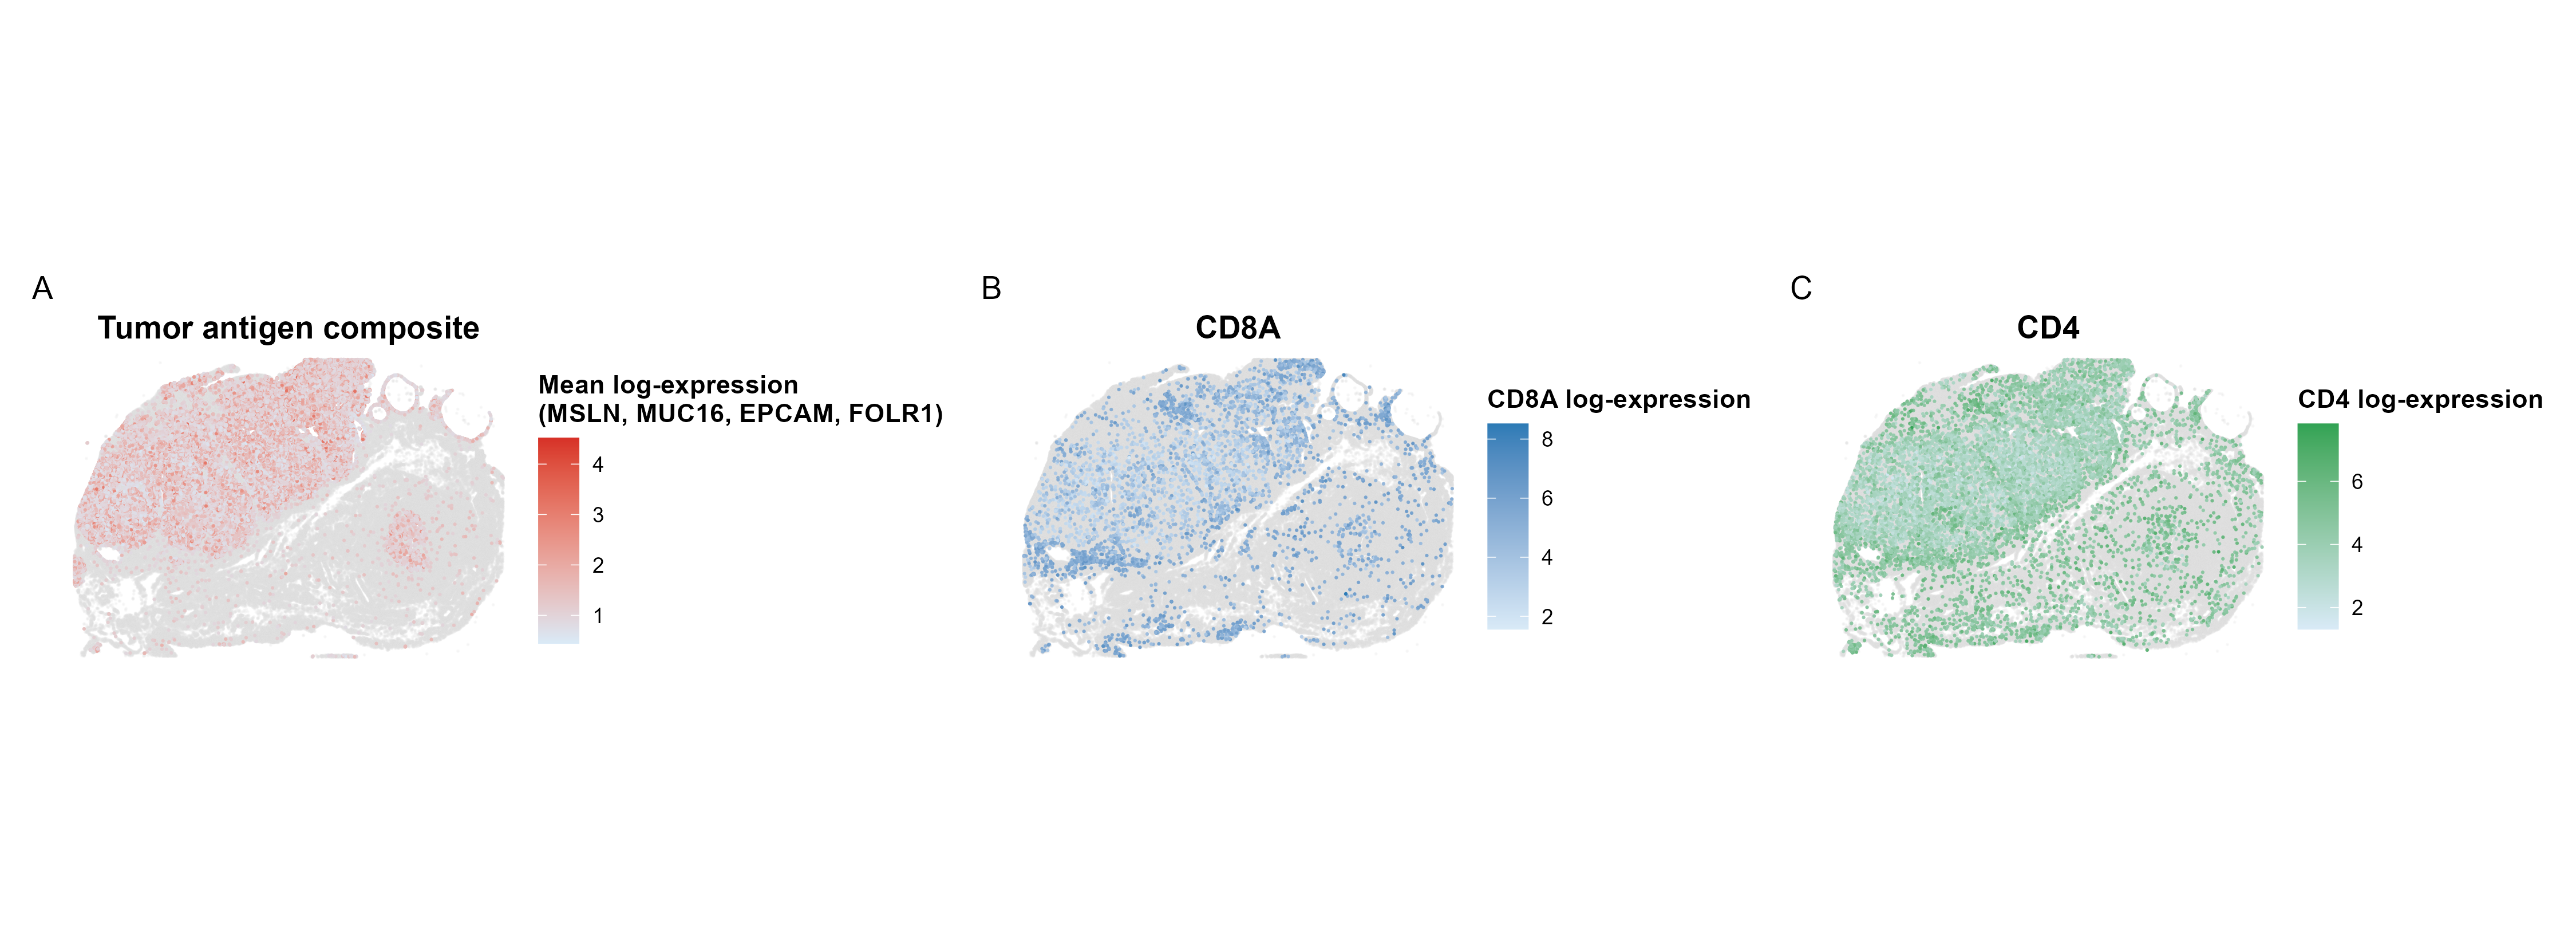 A
Tumor antigen composite
Mean log-expression
(MSLN, MUC16, EPCAM, FOLR1)
4
3
2
1
B
CD8A
CD8A log-expression
8
6
4
2
C
CD4
CD4 log-expression
6
4
2